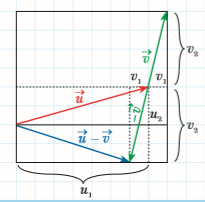 v⃗
v₂
v₁ v₁
u⃗
-v⃗
u₂
v₂
u⃗ − v⃗
u₁